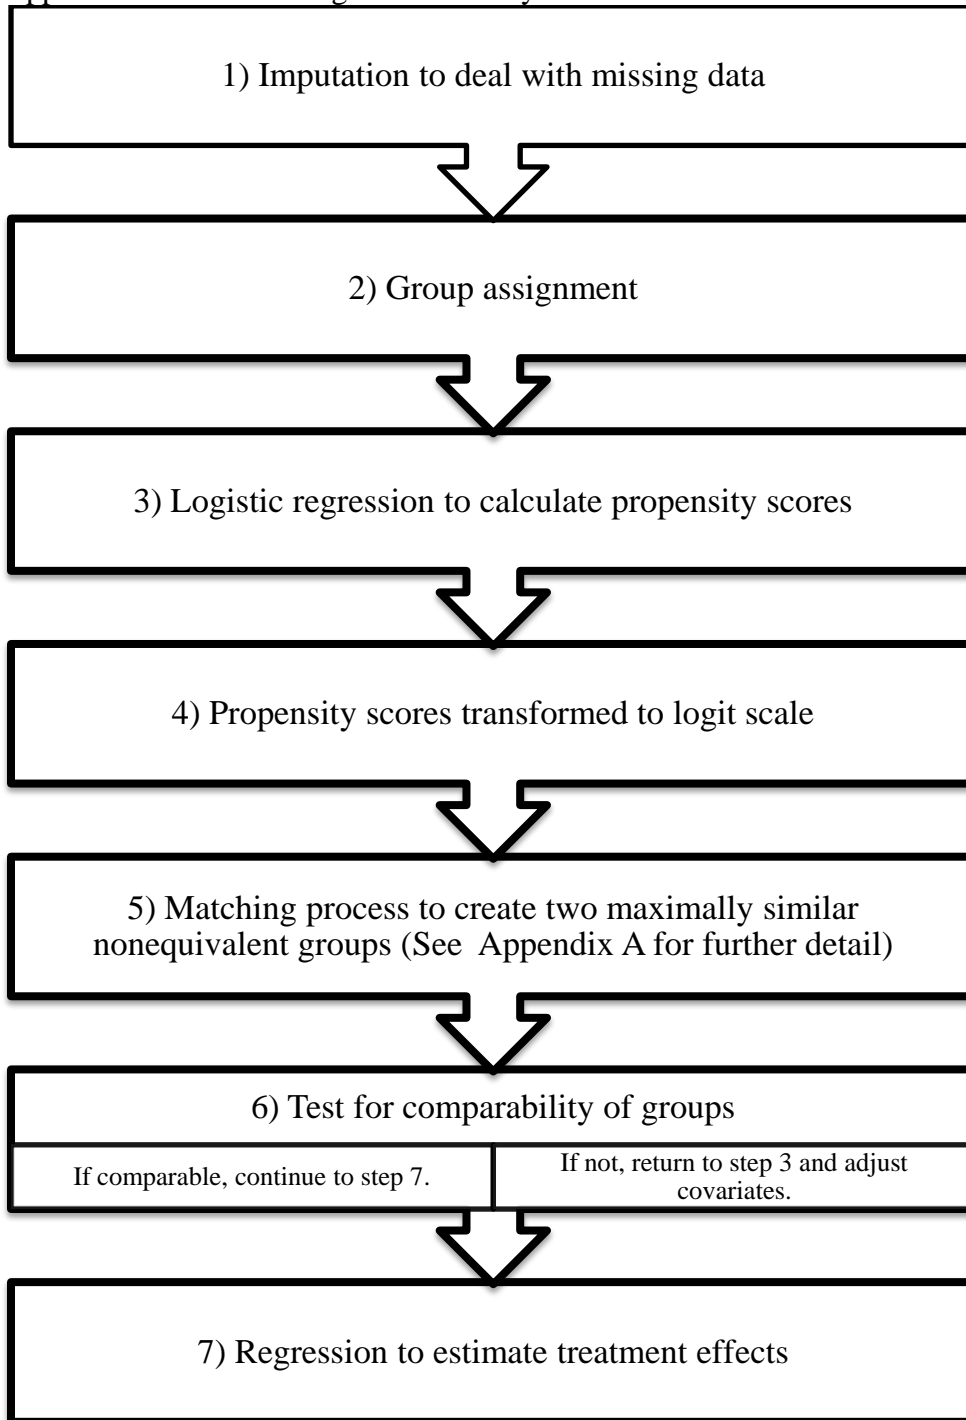 1) Imputation to deal with missing data
2) Group assignment
3) Logistic regression to calculate propensity scores
4) Propensity scores transformed to logit scale
5) Matching process to create two maximally similar
nonequivalent groups (See Appendix A for further detail)
6) Test for comparability of groups
If comparable, continue to step 7.
If not, return to step 3 and adjust
covariates.
7) Regression to estimate treatment effects